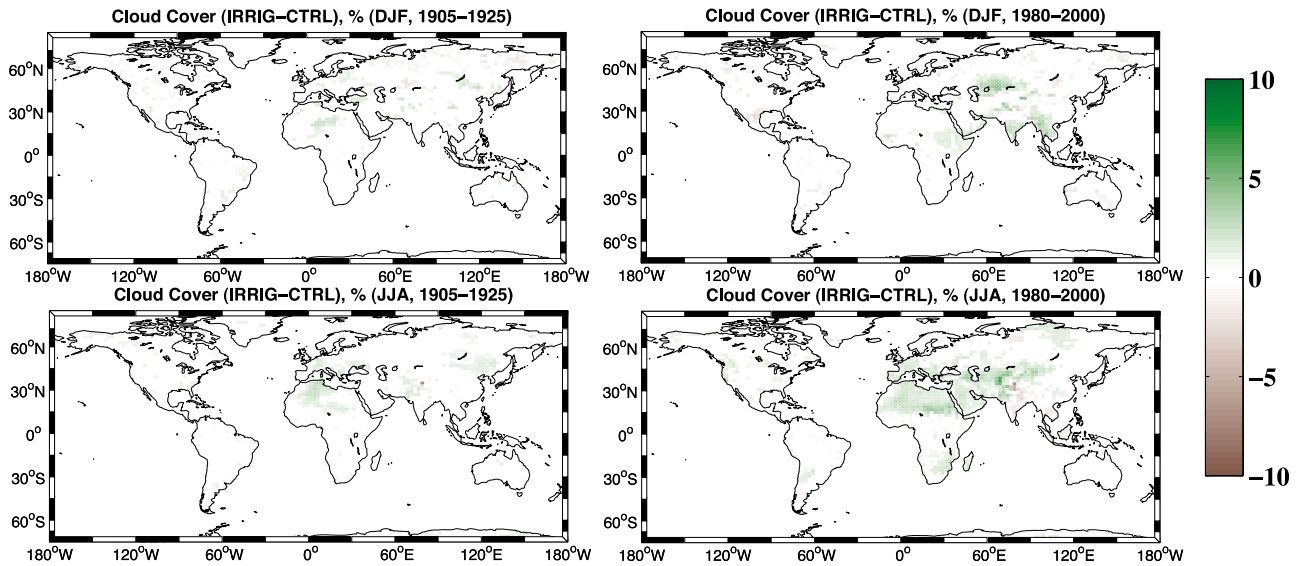 Cloud Cover (IRRIG−CTRL), % (DJF, 1905−1925)
60°N
30°N
0°
30°S
60°S
180°W 120°W 60°W 0° 60°E 120°E 180°W
Cloud Cover (IRRIG−CTRL), % (DJF, 1980−2000)
60°N
30°N
0°
30°S
60°S
180°W 120°W 60°W 0° 60°E 120°E 180°W
Cloud Cover (IRRIG−CTRL), % (JJA, 1905−1925)
60°N
30°N
0°
30°S
60°S
180°W 120°W 60°W 0° 60°E 120°E 180°W
Cloud Cover (IRRIG−CTRL), % (JJA, 1980−2000)
60°N
30°N
0°
30°S
60°S
180°W 120°W 60°W 0° 60°E 120°E 180°W
10
5
0
−5
−10